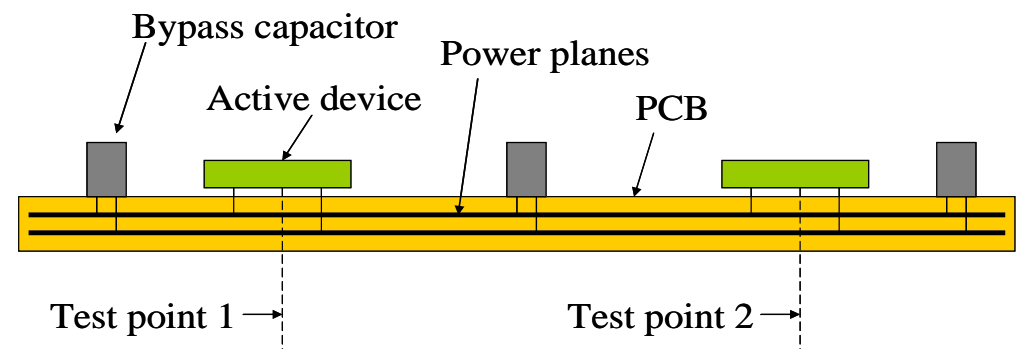 Bypass capacitor
Power planes
Active device
PCB
Test point 1
Test point 2